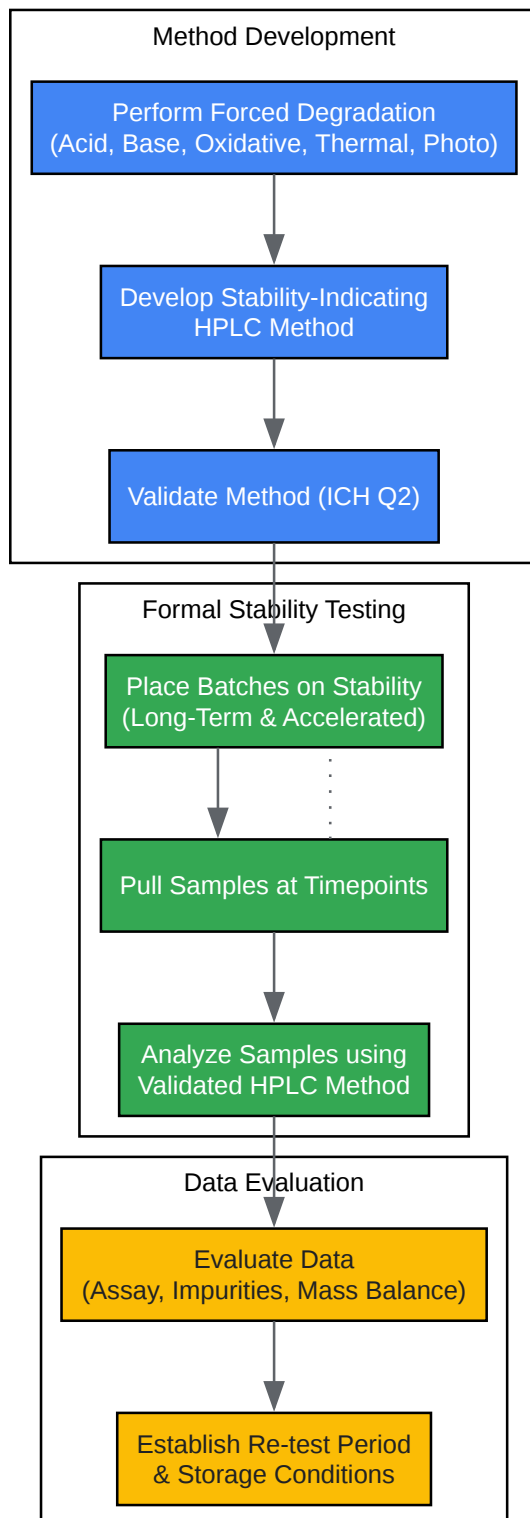 Method Development
Perform Forced Degradation
(Acid, Base, Oxidative, Thermal, Photo)
Develop Stability-Indicating
HPLC Method
Validate Method (ICH Q2)
Formal Stability Testing
Place Batches on Stability
(Long-Term & Accelerated)
Pull Samples at Timepoints
Analyze Samples using
Validated HPLC Method
Data Evaluation
Evaluate Data
(Assay, Impurities, Mass Balance)
Establish Re-test Period
& Storage Conditions